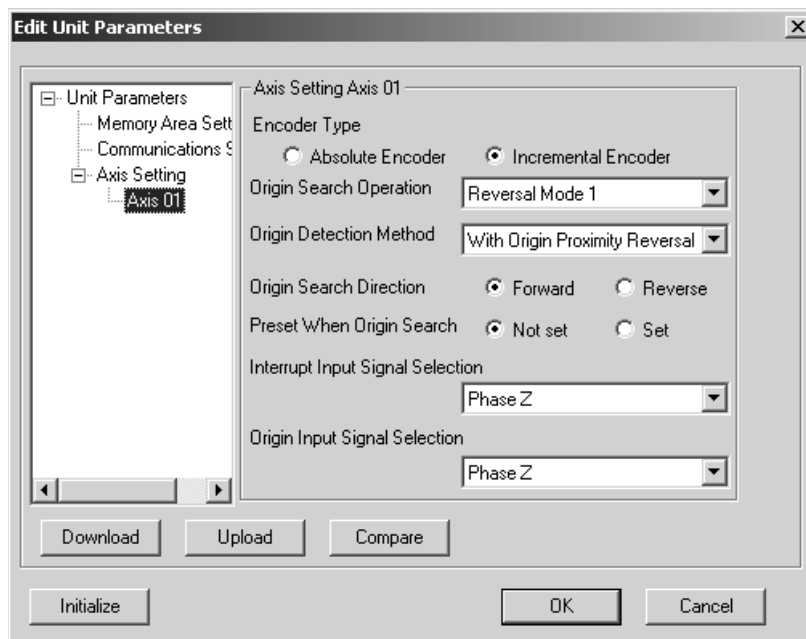 Edit Unit Parameters
Unit Parameters
Memory Area Sett
Communications S
Axis Setting
Axis 01
Axis Setting Axis 01
Encoder Type
Absolute Encoder Incremental Encoder
Origin Search Operation Reversal Mode 1
Origin Detection Method With Origin Proximity Reversal
Origin Search Direction Forward Reverse
Preset When Origin Search Not set Set
Interrupt Input Signal Selection
Phase Z
Origin Input Signal Selection
Phase Z
Download Upload Compare
Initialize OK Cancel